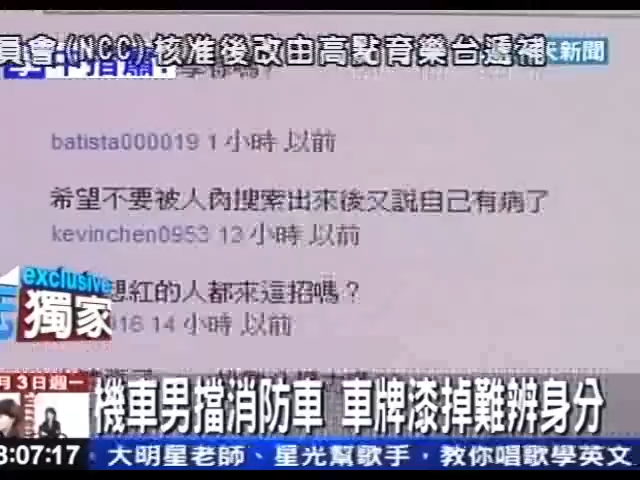 員會(NCC)核准後改由高點育樂台遞補
天新聞
batista000019 1 小時 以前
希望不要被人肉搜索出來後又說自己有病了
kevinchen0953 13 小時 以前
想紅的人都來這招嗎?
16 14 小時 以前
exclusive
獨家
月3日週一
機車男擋消防車 車牌漆掉難辨身分
8:07:17
大明星老師、星光幫歌手,教你唱歌學英文